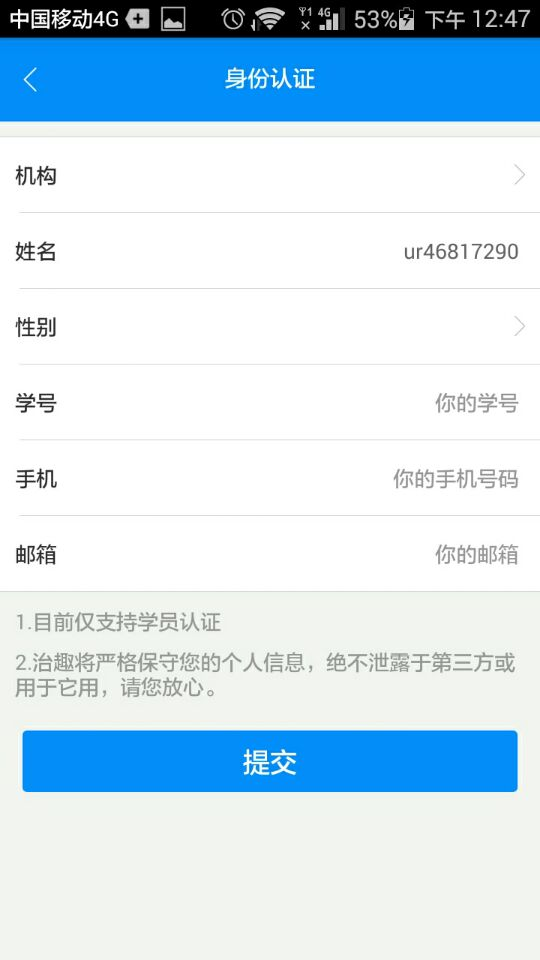 中国移动4G 4G 53% 下午 12:47
身份认证
机构
姓名 ur46817290
性别
学号 你的学号
手机 你的手机号码
邮箱 你的邮箱
1.目前仅支持学员认证
2.治趣将严格保守您的个人信息，绝不泄露于第三方或
用于它用，请您放心。
提交